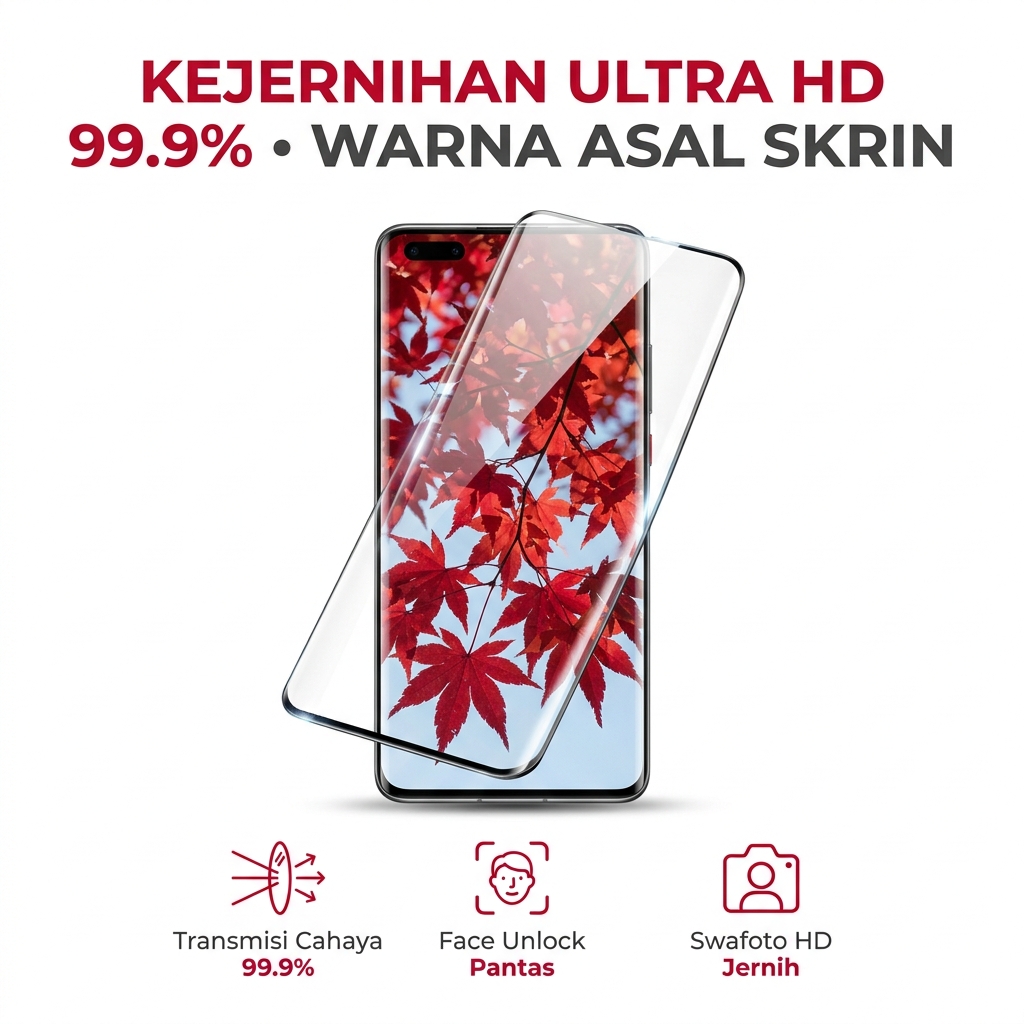 KEJERNIHAN ULTRA HD
99.9% • WARNA ASAL SKRIN
Transmisi Cahaya
99.9%
Face Unlock
Pantas
Swafoto HD
Jernih